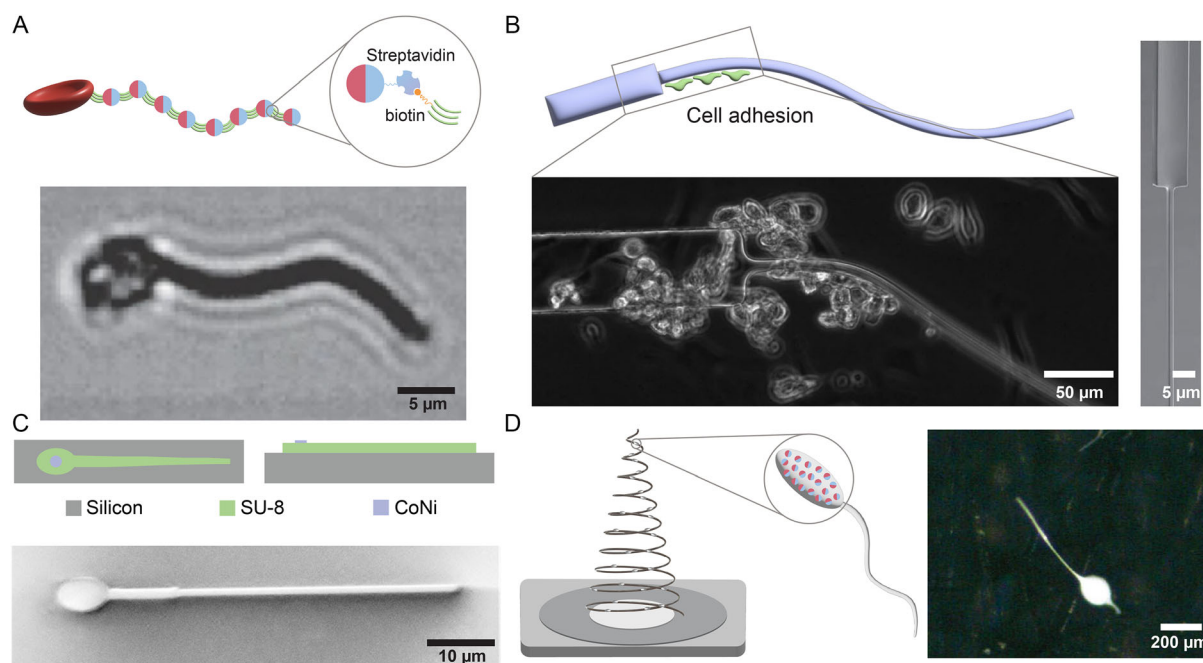 A
Streptavidin
biotin
5 μm
B
Cell adhesion
50 μm
5 μm
C
Silicon
SU-8
CoNi
10 μm
D
200 μm